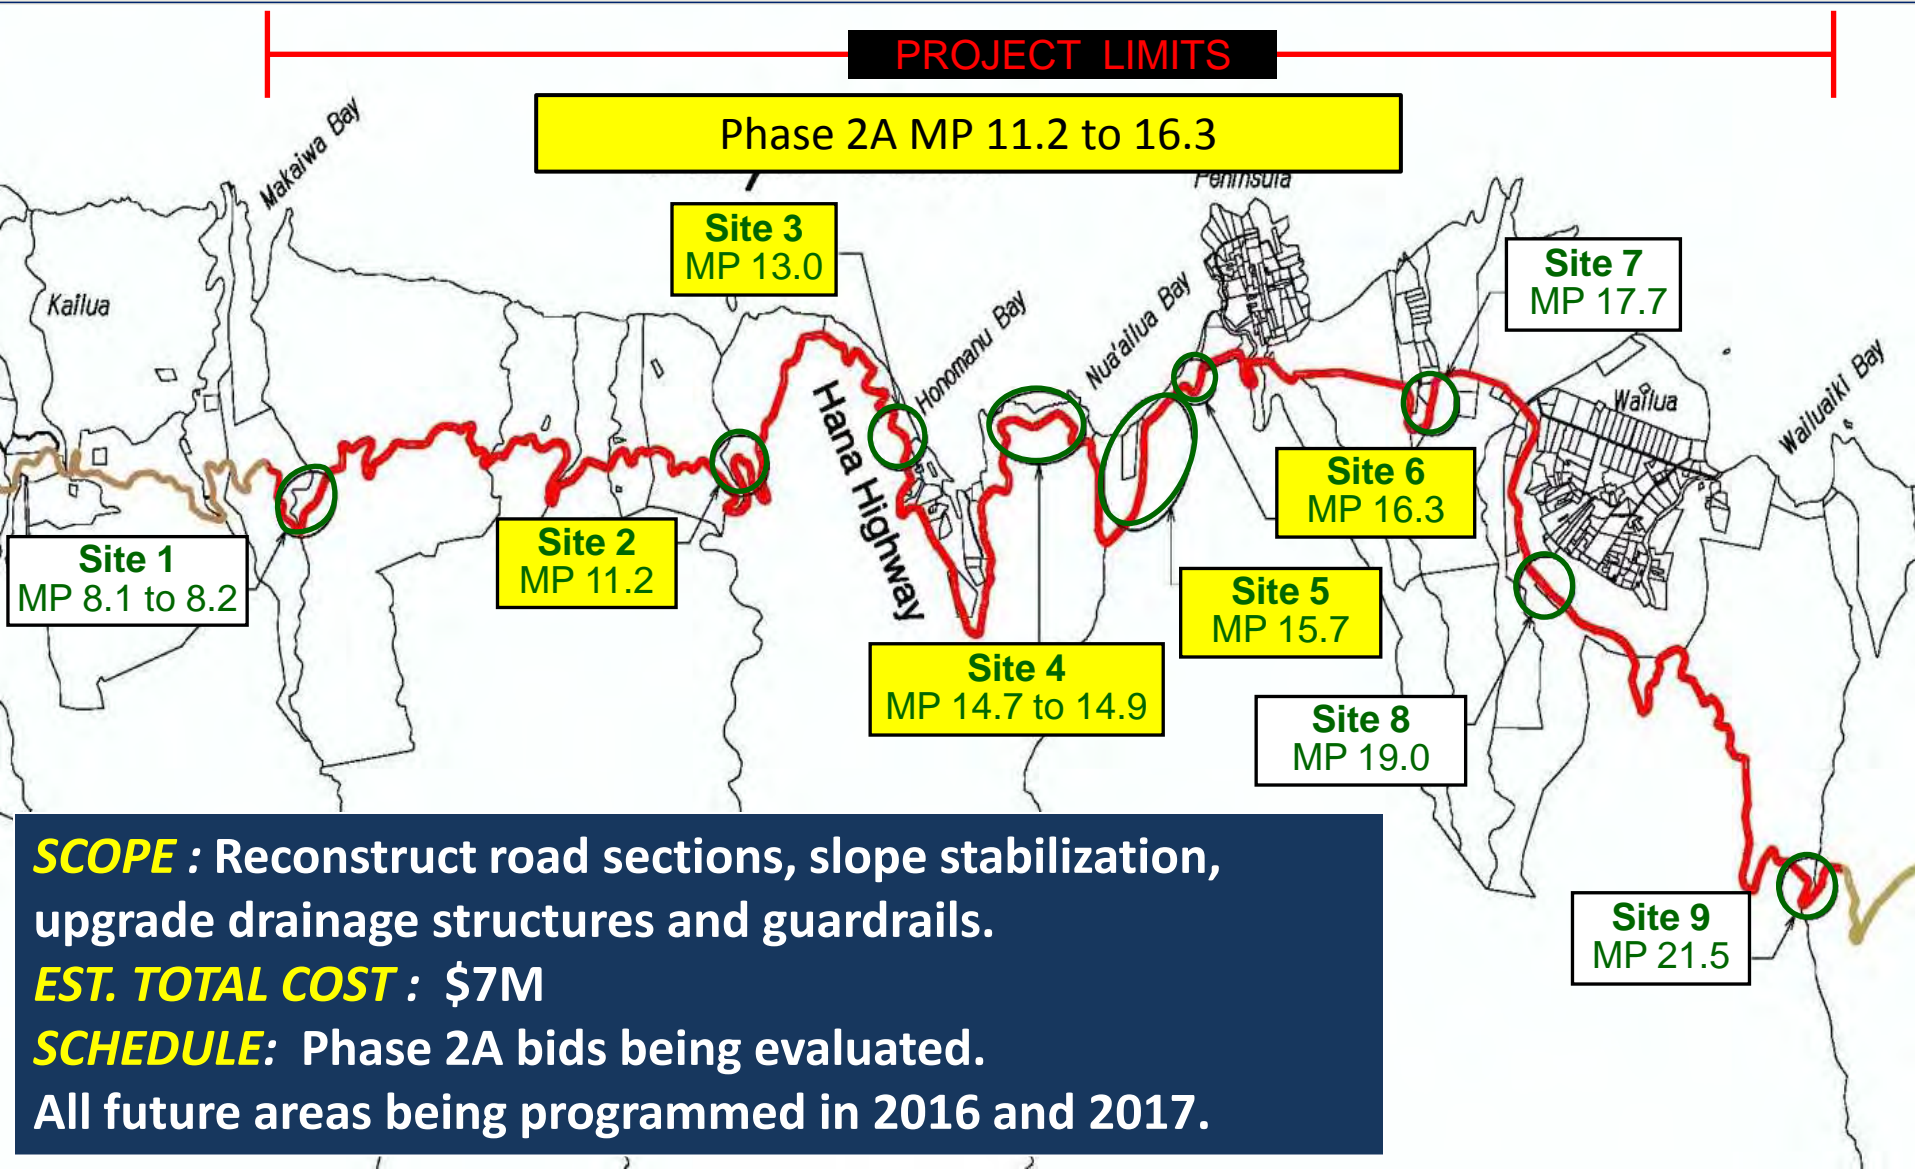 PROJECT LIMITS
Phase 2A MP 11.2 to 16.3
Makaiwa Bay
Peninsula
Site 3
MP 13.0
Site 7
MP 17.7
Kailua
Honomanu Bay
Nua'ailua Bay
Wailua
Wailuaiki Bay
Hana Highway
Site 6
MP 16.3
Site 1
MP 8.1 to 8.2
Site 2
MP 11.2
Site 5
MP 15.7
Site 4
MP 14.7 to 14.9
Site 8
MP 19.0
Site 9
MP 21.5
SCOPE : Reconstruct road sections, slope stabilization,
upgrade drainage structures and guardrails.
EST. TOTAL COST : $7M
SCHEDULE: Phase 2A bids being evaluated.
All future areas being programmed in 2016 and 2017.